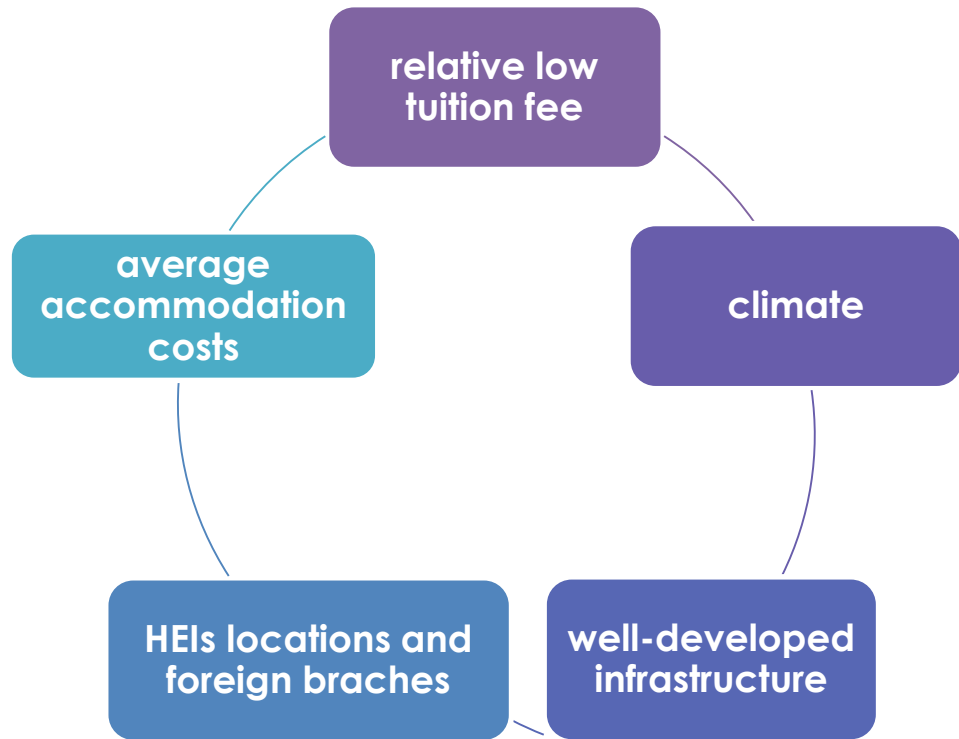 relative low
tuition fee
climate
well-developed
infrastructure
HEIs locations and
foreign braches
average
accommodation
costs